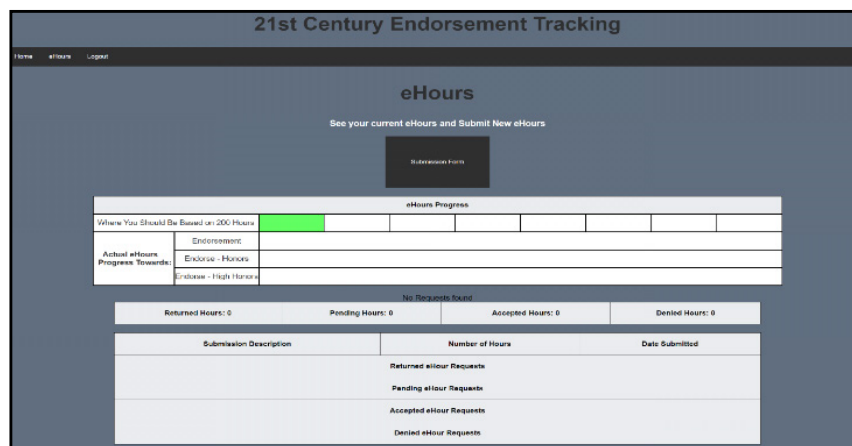 21st Century Endorsement Tracking
Home eHours Logout
eHours
See your current eHours and Submit New eHours
Submission Form
eHours Progress
Where You Should Be Based on 200 Hours
Actual eHours Progress Towards:
Endorsement
Endorse - Honors
Endorse - High Honors
No Requests found
Returned Hours: 0 Pending Hours: 0 Accepted Hours: 0 Denied Hours: 0
Submission Description Number of Hours Date Submitted
Returned eHour Requests
Pending eHour Requests
Accepted eHour Requests
Denied eHour Requests